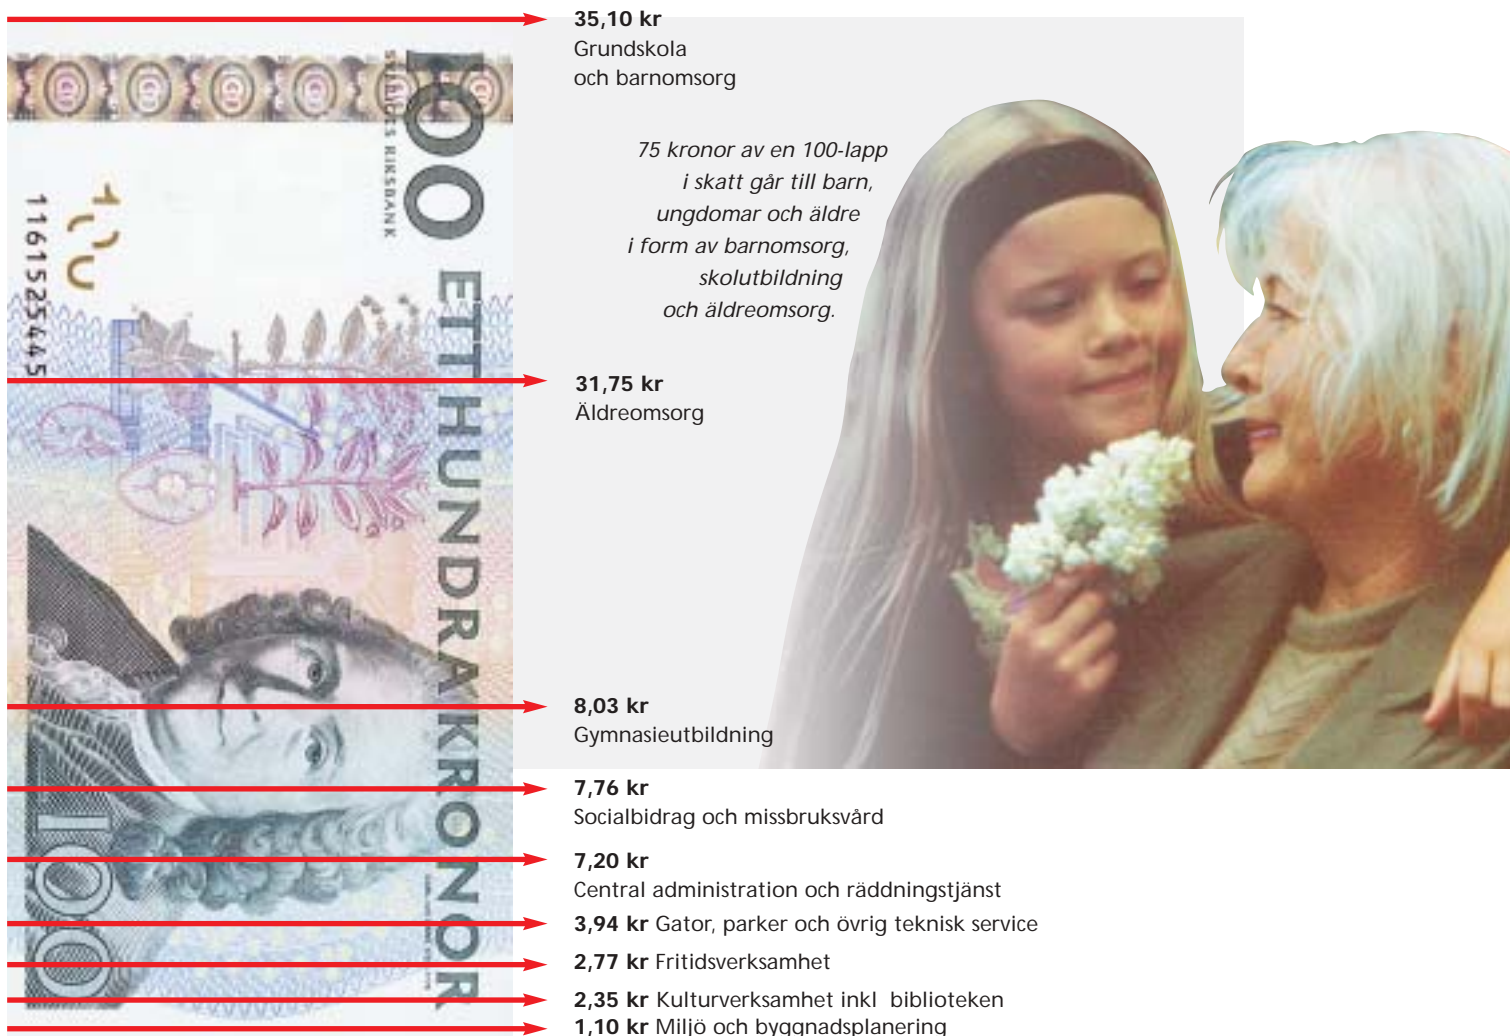 35,10 kr
Grundskola
och barnomsorg
75 kronor av en 100-lapp
i skatt går till barn,
ungdomar och äldre
i form av barnomsorg,
skolutbildning
och äldreomsorg.
31,75 kr
Äldreomsorg
8,03 kr
Gymnasieutbildning
7,76 kr
Socialbidrag och missbruksvård
7,20 kr
Central administration och räddningstjänst
3,94 kr Gator, parker och övrig teknisk service
2,77 kr Fritidsverksamhet
2,35 kr Kulturverksamhet inkl biblioteken
1,10 kr Miljö och byggnadsplanering
100 ETTHUNDRA KRONOR
SVERIGES RIKSBANK
1161525445
100